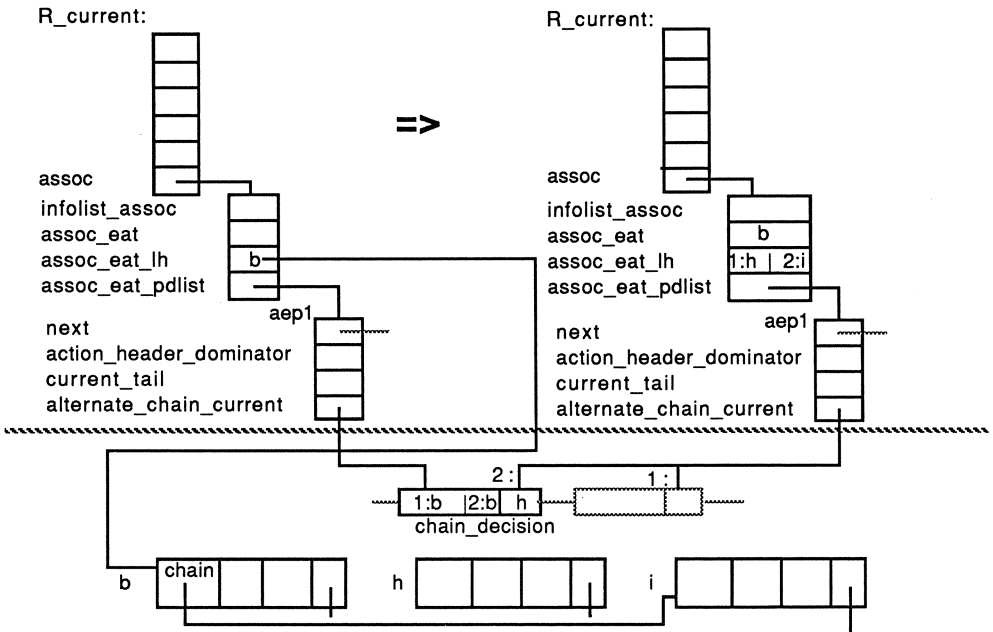 R_current:
R_current:
=>
assoc
infolist_assoc
assoc_eat
assoc_eat_lh
b
assoc_eat_pdlist
aep1
next
action_header_dominator
current_tail
alternate_chain_current
assoc
infolist_assoc
assoc_eat
b
assoc_eat_lh
1:h | 2:i
assoc_eat_pdlist
aep1
next
action_header_dominator
current_tail
alternate_chain_current
2:
1:
1:b |2:b h
chain_decision
b
chain
h
i